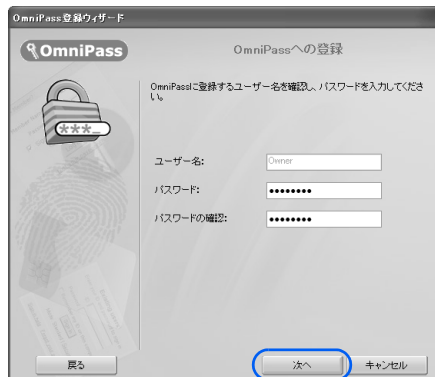 OmniPass登録ウィザード
OmniPass
OmniPassへの登録
OmniPassに登録するユーザー名を確認し、パスワードを入力してくださ
い。
***_
ユーザー名: Owner
パスワード: ●●●●●●●●
パスワードの確認: ●●●●●●●●
戻る 次へ キャンセル